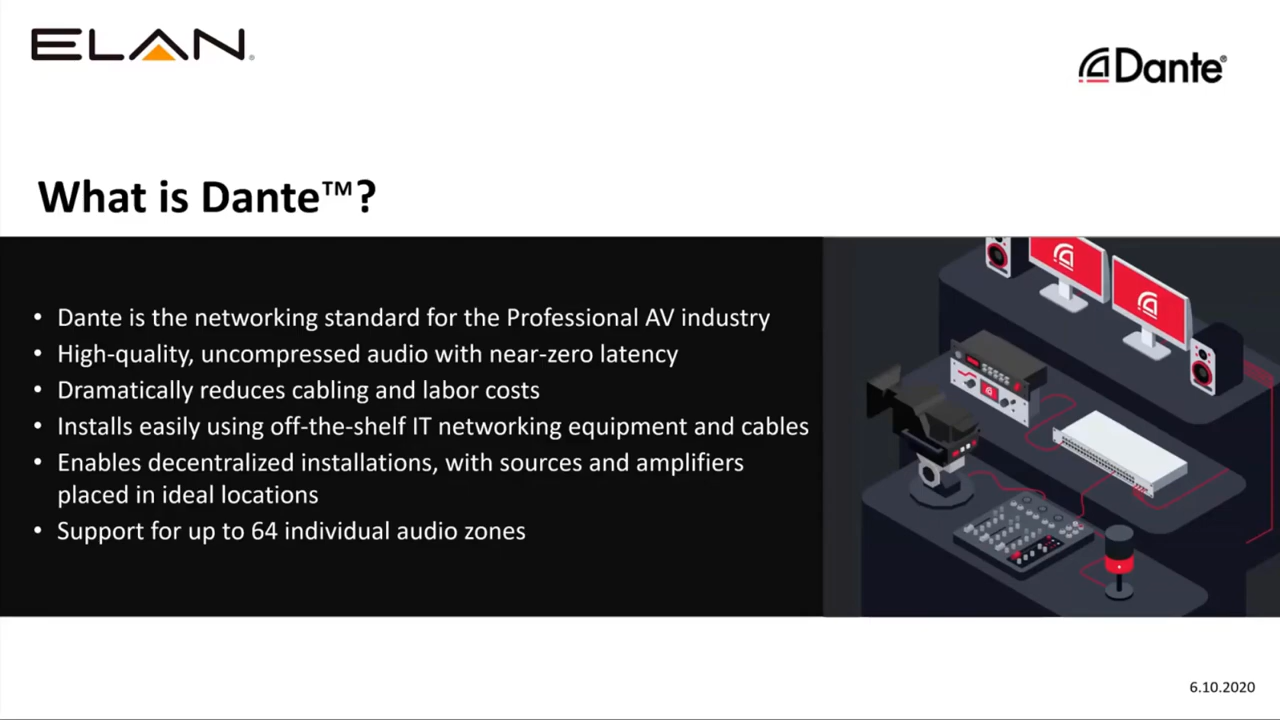 ELAN®
Dante®
What is Dante™?
• Dante is the networking standard for the Professional AV industry
• High-quality, uncompressed audio with near-zero latency
• Dramatically reduces cabling and labor costs
• Installs easily using off-the-shelf IT networking equipment and cables
• Enables decentralized installations, with sources and amplifiers
placed in ideal locations
• Support for up to 64 individual audio zones
6.10.2020